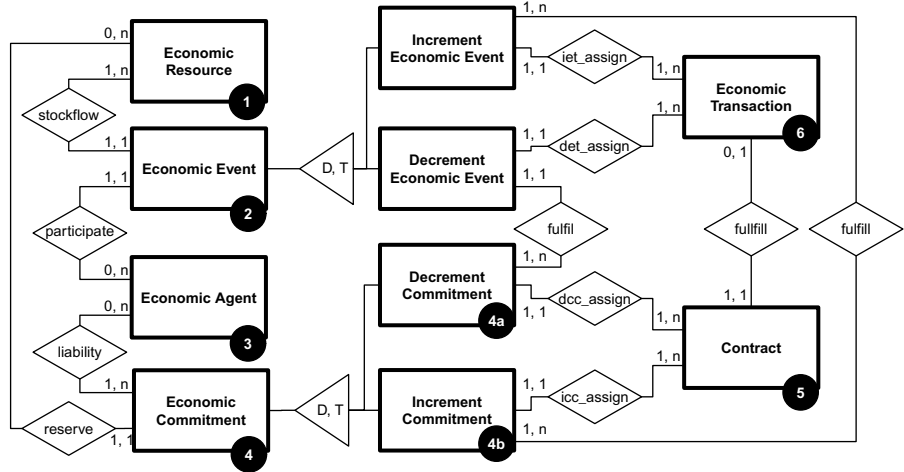 0, n
Economic
Resource
1
1, n
stockflow
1, 1
Economic Event
2
1, 1
participate
0, n
Economic Agent
3
0, n
liability
1, n
Economic
Commitment
4
reserve
1, 1
D, T
D, T
Increment
Economic Event
1, n
1, 1
iet_assign
1, n
Economic
Transaction
6
Decrement
Economic Event
1, 1
det_assign
1, n
1, 1
fulfil
1, n
0, 1
fullfill
1, 1
fulfill
Decrement
Commitment
4a
1, 1
dcc_assign
1, n
Contract
5
Increment
Commitment
4b
1, 1
icc_assign
1, n
1, n